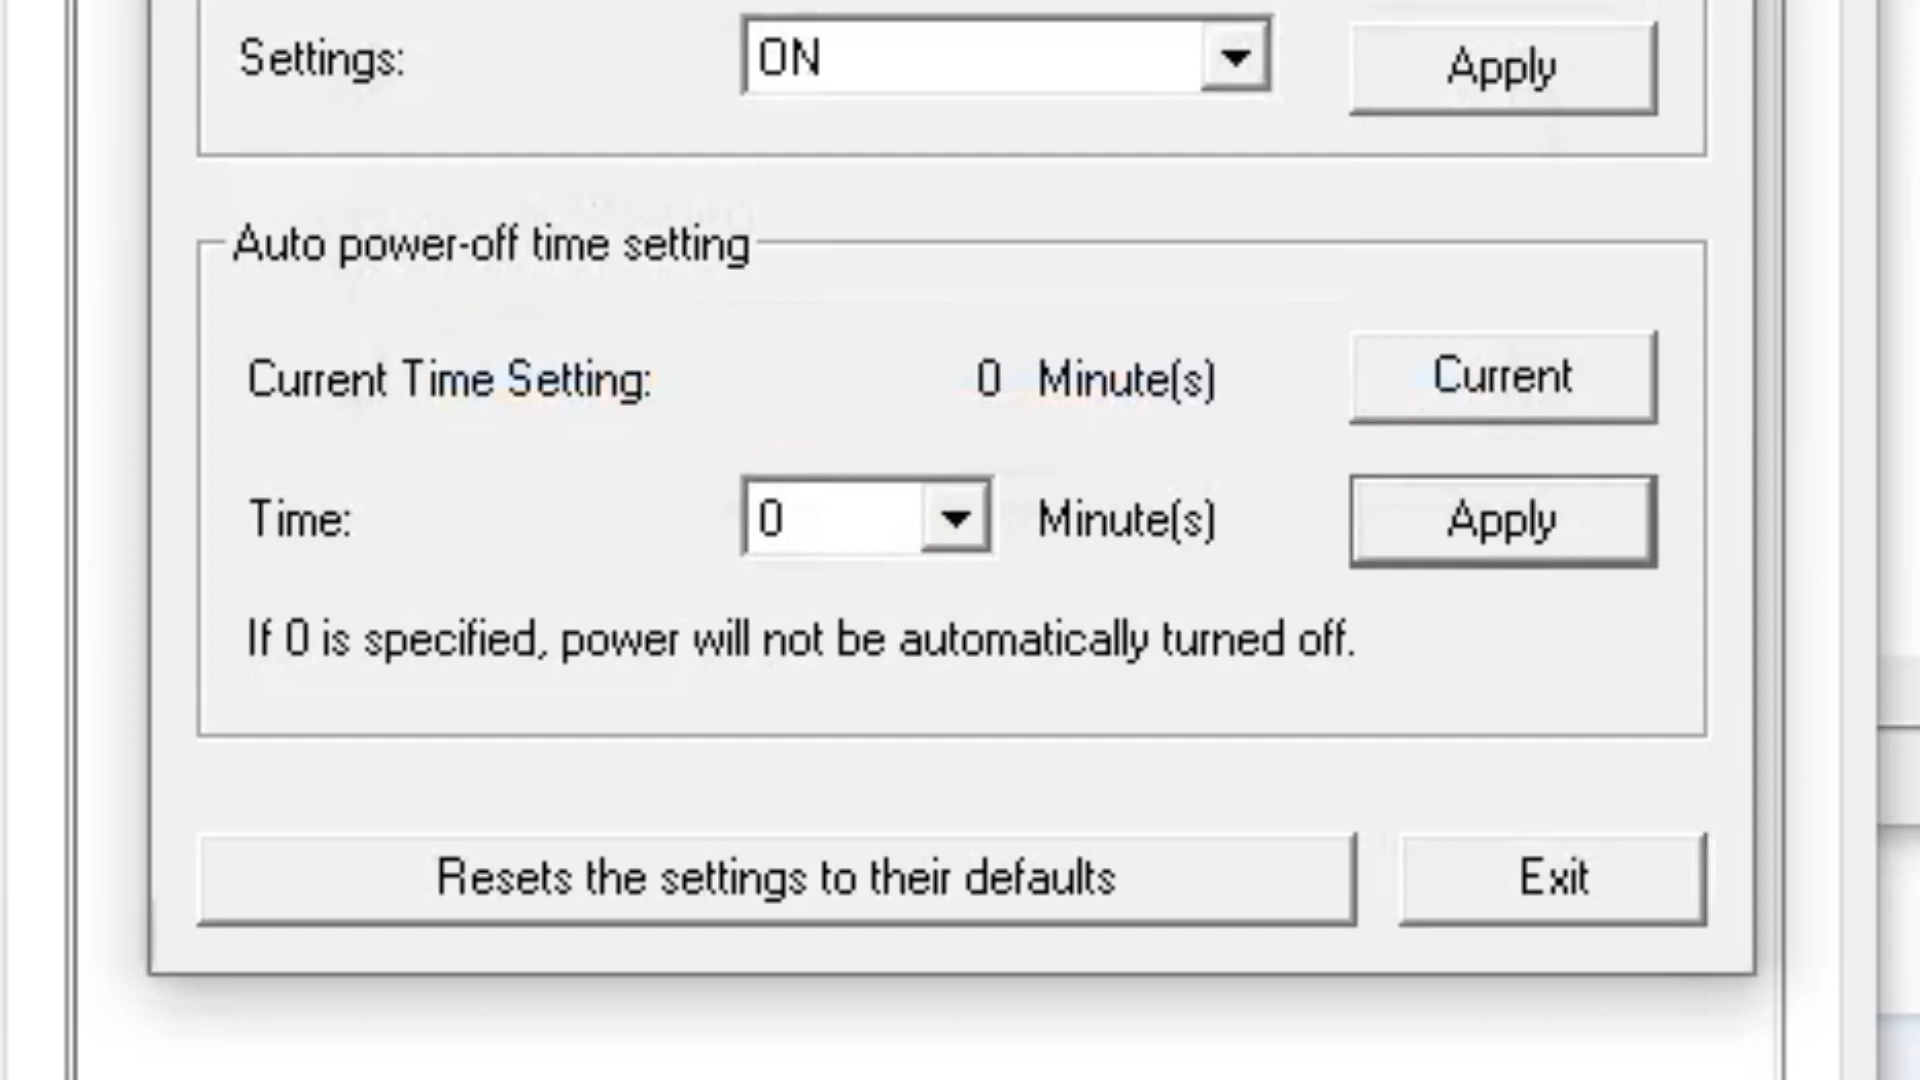 Settings: ON Apply
Auto power-off time setting
Current Time Setting: 0 Minute(s) Current
Time: 0 Minute(s) Apply
If 0 is specified, power will not be automatically turned off.
Resets the settings to their defaults Exit